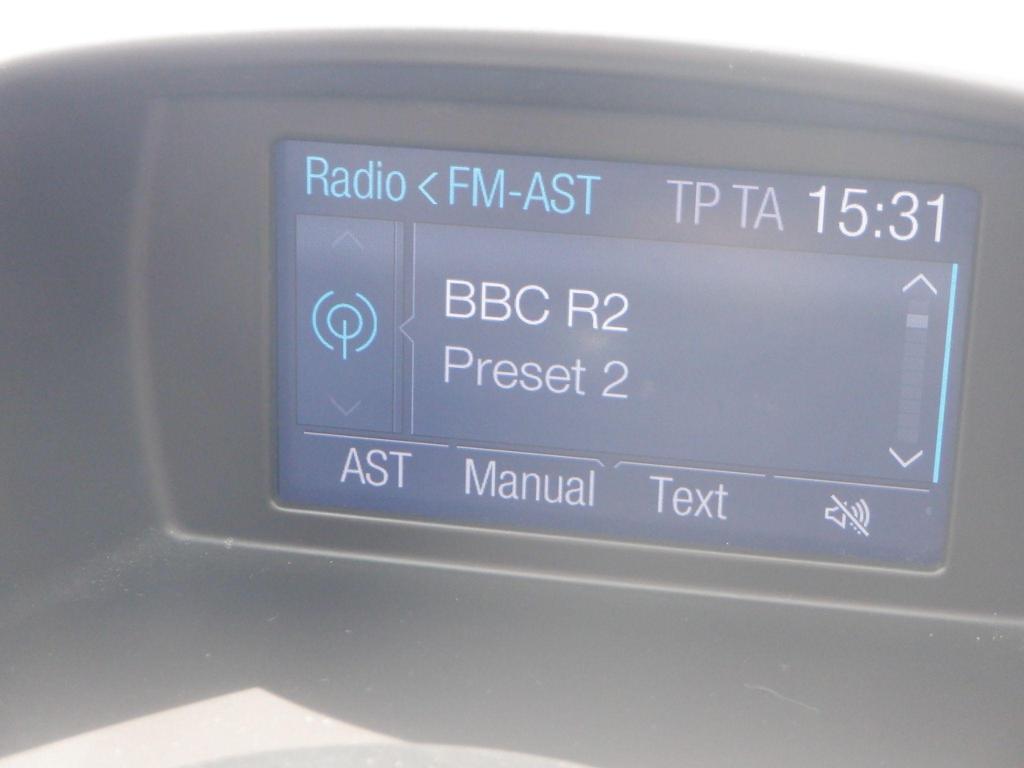 Radio < FM-AST TP TA 15:31
BBC R2
Preset 2
AST Manual Text